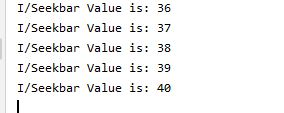 I/Seekbar Value is: 36
I/Seekbar Value is: 37
I/Seekbar Value is: 38
I/Seekbar Value is: 39
I/Seekbar Value is: 40